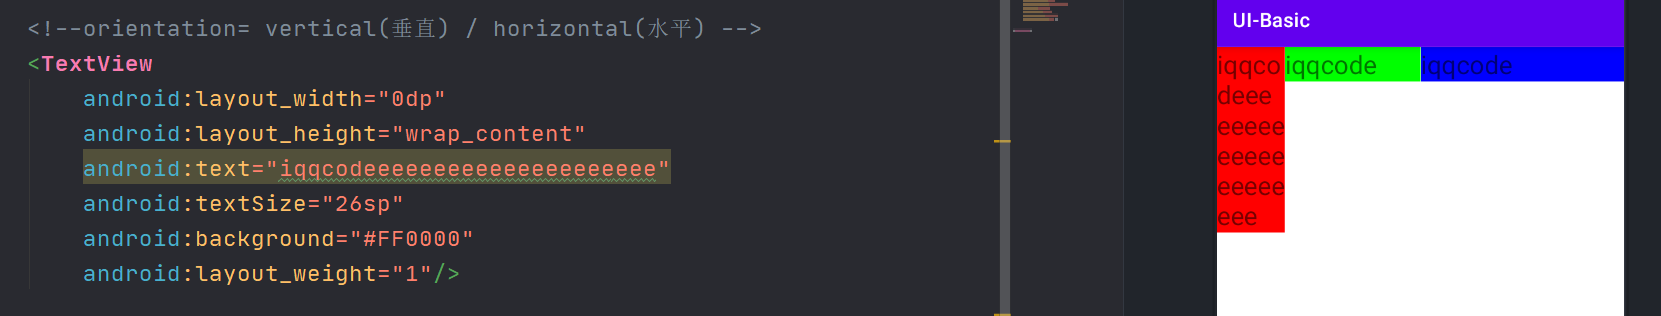 <!--orientation= vertical(垂直) / horizontal(水平) -->
<TextView
android:layout_width="0dp"
android:layout_height="wrap_content"
android:text="iqqcodeeeeeeeeeeeeeeeeeeeee"
android:textSize="26sp"
android:background="#FF0000"
android:layout_weight="1"/>
UI-Basic
iqqco
deee
eeeee
eeeee
eeeee
eee
iqqcode
iqqcode